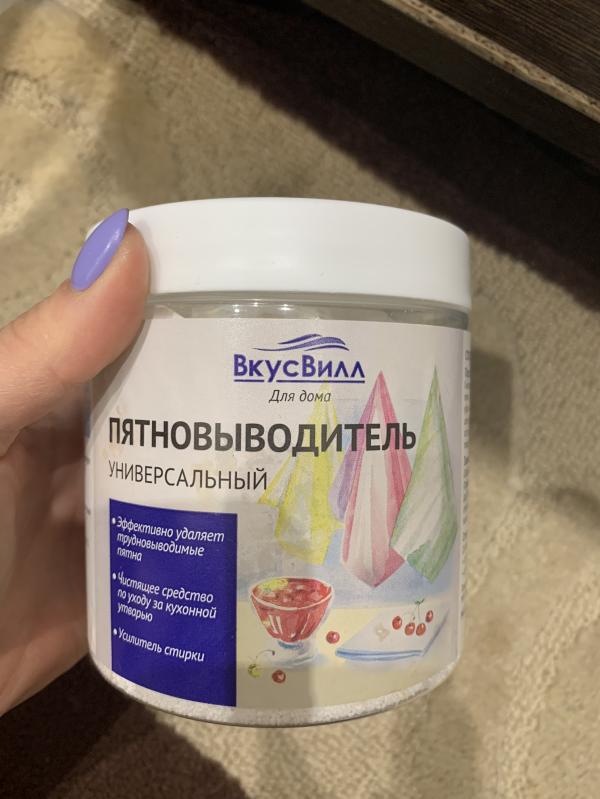 ВкусВилл
Для дома
ПЯТНОВЫВОДИТЕЛЬ
УНИВЕРСАЛЬНЫЙ
• Эффективно удаляет
трудновыводимые
пятна
• Чистящее средство
по уходу за кухонной
утварью
• Усилитель стирки